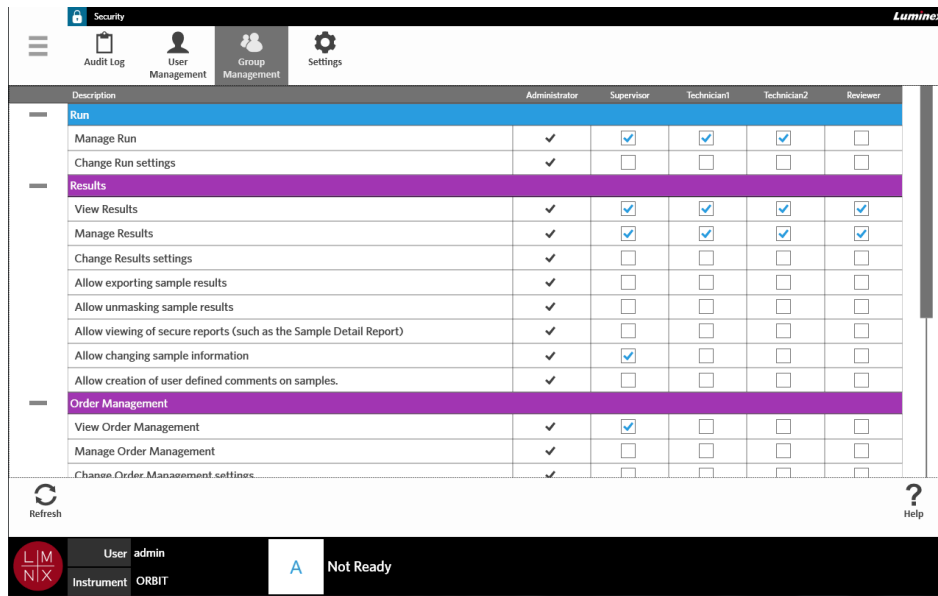 Security
Luminex
Audit Log
User Management
Group Management
Settings
Description Administrator Supervisor Technician1 Technician2 Reviewer
Run
Manage Run
Change Run settings
Results
View Results
Manage Results
Change Results settings
Allow exporting sample results
Allow unmasking sample results
Allow viewing of secure reports (such as the Sample Detail Report)
Allow changing sample information
Allow creation of user defined comments on samples.
Order Management
View Order Management
Manage Order Management
Change Order Management settings
Refresh
Help
L M
N X
User admin
Instrument ORBIT
A
Not Ready